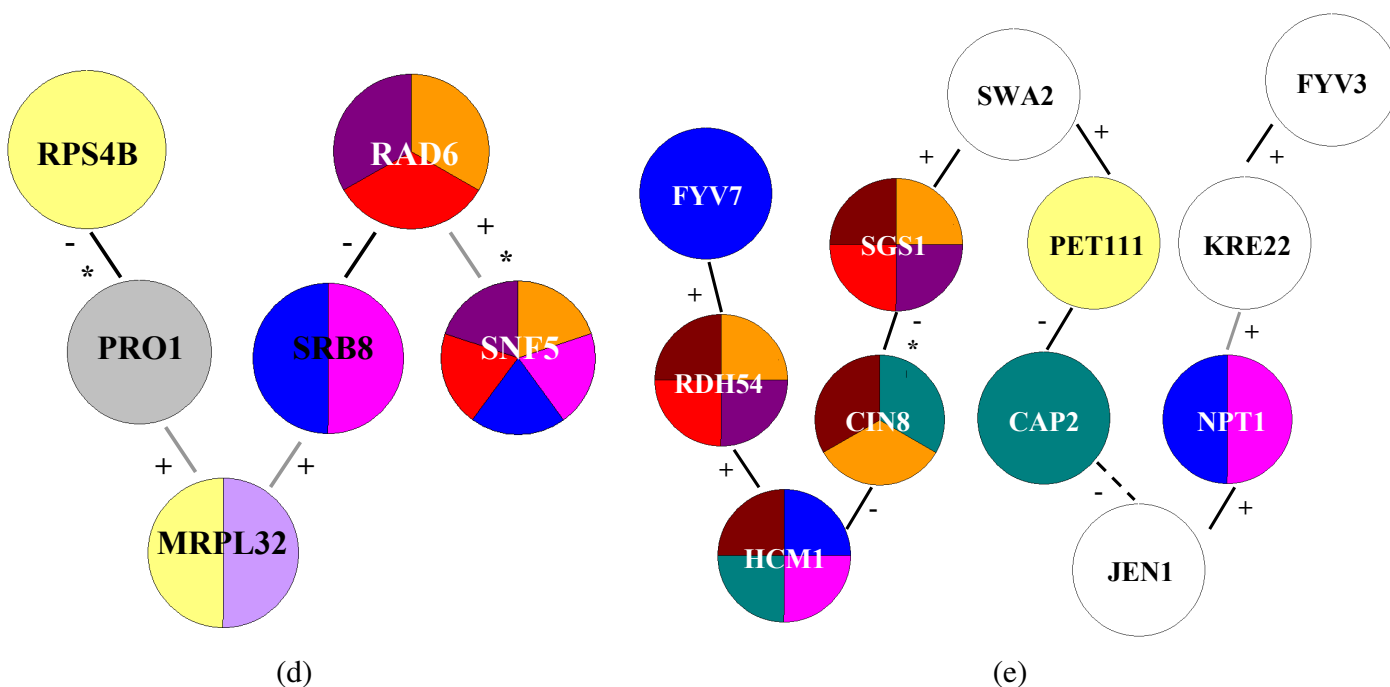 RPS4B
-
*
PRO1
+
MRPL32
+
SRB8
-
RAD6
+
*
SNF5
(d)
FYV7
+
RDH54
+
HCM1
-
CIN8
-
*
SGS1
+
SWA2
+
PET111
-
CAP2
-
JEN1
+
NPT1
+
KRE22
+
FYV3
(e)